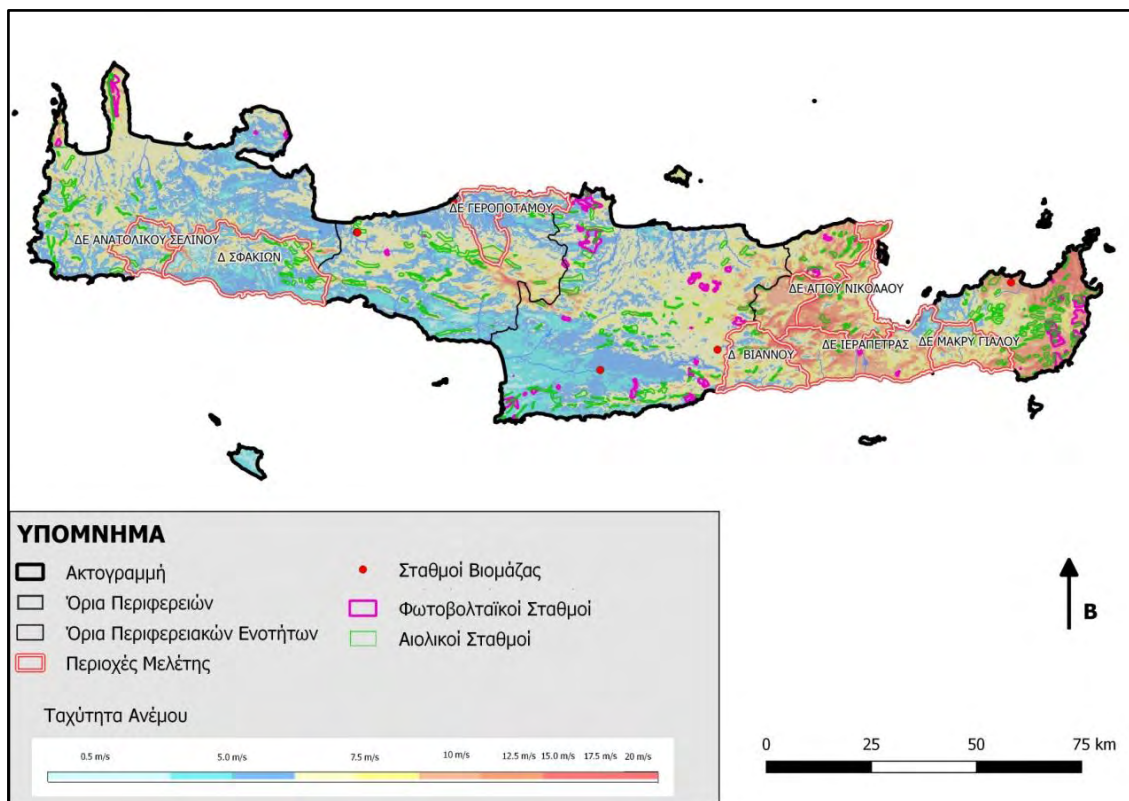 ΔΕ ΓΕΡΟΠΟΤΑΜΟΥ
ΔΕ ΑΝΑΤΟΛΙΚΟΥ ΣΕΛΙΝΟΥ
Δ ΣΦΑΚΙΩΝ
ΔΕ ΑΓΙΟΥ ΝΙΚΟΛΑΟΥ
Δ ΒΙΑΝΝΟΥ
ΔΕ ΙΕΡΑΠΕΤΡΑΣ
ΔΕ ΜΑΚΡΥ ΓΙΑΛΟΥ
ΥΠΟΜΝΗΜΑ
Ακτογραμμή
Όρια Περιφερειών
Όρια Περιφερειακών Ενοτήτων
Περιοχές Μελέτης
Σταθμοί Βιομάζας
Φωτοβολταϊκοί Σταθμοί
Αιολικοί Σταθμοί
Ταχύτητα Ανέμου
0.5 m/s 5.0 m/s 7.5 m/s 10 m/s 12.5 m/s 15.0 m/s 17.5 m/s 20 m/s
Β
0 25 50 75 km